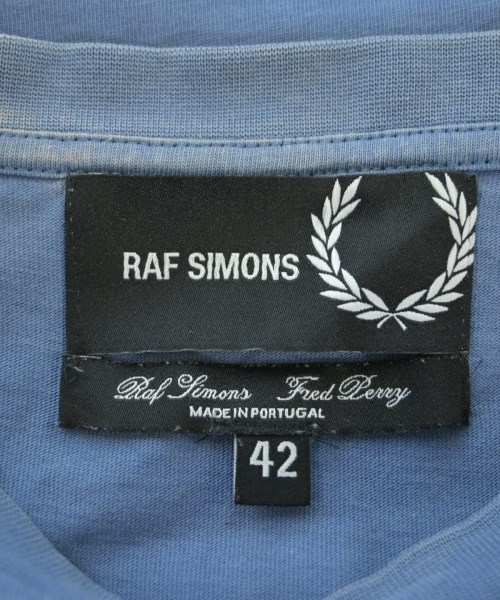 RAF SIMONS
Raf Simons Fred Perry
MADE IN PORTUGAL
42